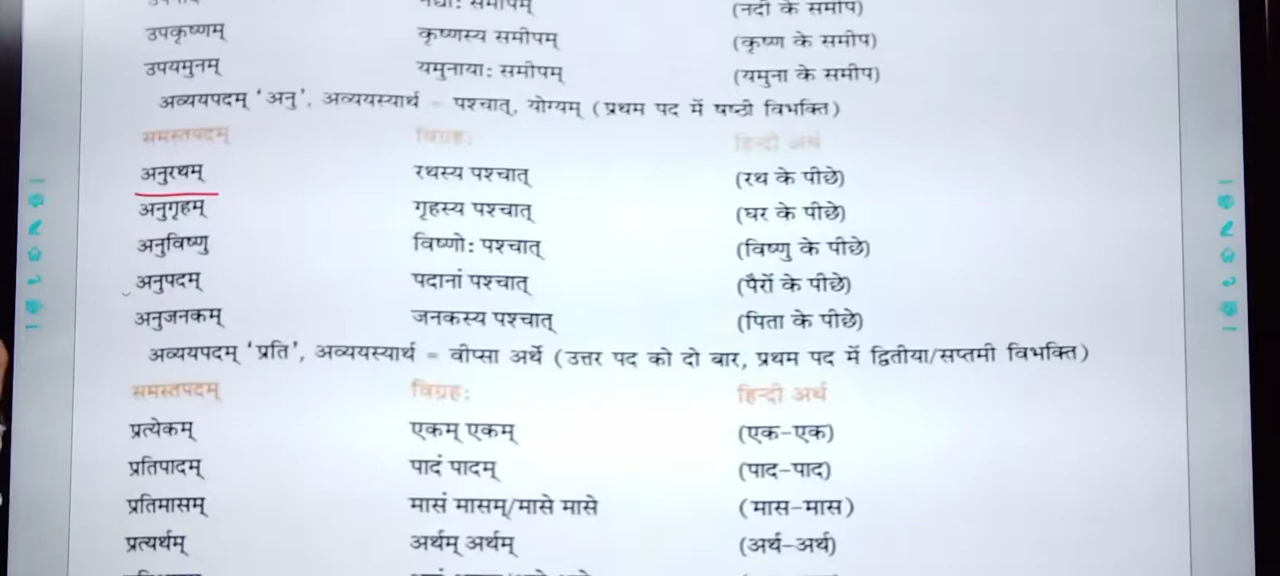 समीपम् (नदी के समीप)
उपकृष्णम् कृष्णस्य समीपम् (कृष्ण के समीप)
उपयमुनम् यमुनाया: समीपम् (यमुना के समीप)
अव्ययपदम् 'अनु', अव्ययस्यार्थ = पश्चात्, योग्यम् (प्रथम पद में षष्ठी विभक्ति)
समस्तपदम् विग्रह: हिन्दी अर्थ
अनुरथम् रथस्य पश्चात् (रथ के पीछे)
अनुगृहम् गृहस्य पश्चात् (घर के पीछे)
अनुविष्णु विष्णो: पश्चात् (विष्णु के पीछे)
अनुपदम् पदानां पश्चात् (पैरों के पीछे)
अनुजनकम् जनकस्य पश्चात् (पिता के पीछे)
अव्ययपदम् 'प्रति', अव्ययस्यार्थ = वीप्सा अर्थे (उत्तर पद को दो बार, प्रथम पद में द्वितीया/सप्तमी विभक्ति)
समस्तपदम् विग्रह: हिन्दी अर्थ
प्रत्येकम् एकम् एकम् (एक-एक)
प्रतिपादम् पादं पादम् (पाद-पाद)
प्रतिमासम् मासं मासम्/मासे मासे (मास-मास)
प्रत्यर्थम् अर्थम् अर्थम् (अर्थ-अर्थ)